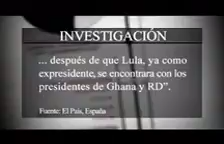 INVESTIGACIÓN
... después de que Lula, ya como
expresidente, se encontrara con los
presidentes de Ghana y RD”.
Fuente: El País, España